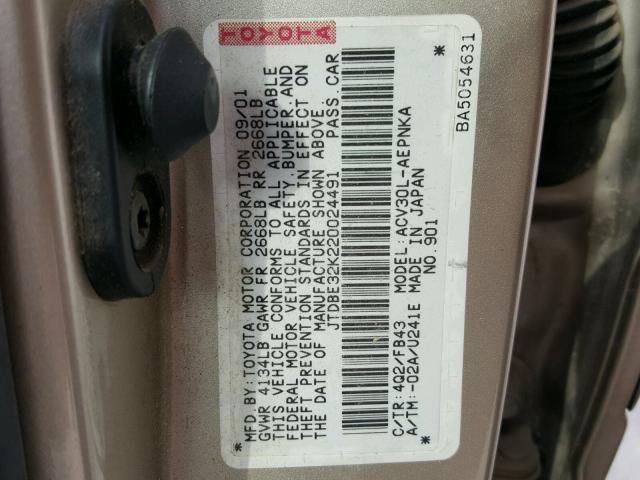 TOYOTA
MFD.BY:TOYOTA MOTOR CORPORATION 09/01
GVWR 4134LB GAWR FR 2668LB RR 2668LB
THIS VEHICLE CONFORMS TO ALL APPLICABLE
FEDERAL MOTOR VEHICLE SAFETY,BUMPER,AND
THEFT PREVENTION STANDARDS IN EFFECT ON
THE DATE OF MANUFACTURE SHOWN ABOVE.
JTDBE32K220024491 PASS.CAR
* *
C/TR:4Q2/FB43 MODEL:ACV30L-AEPNKA
A/TM:-02A/U241E MADE IN JAPAN
* NO.901 *
BA5054631